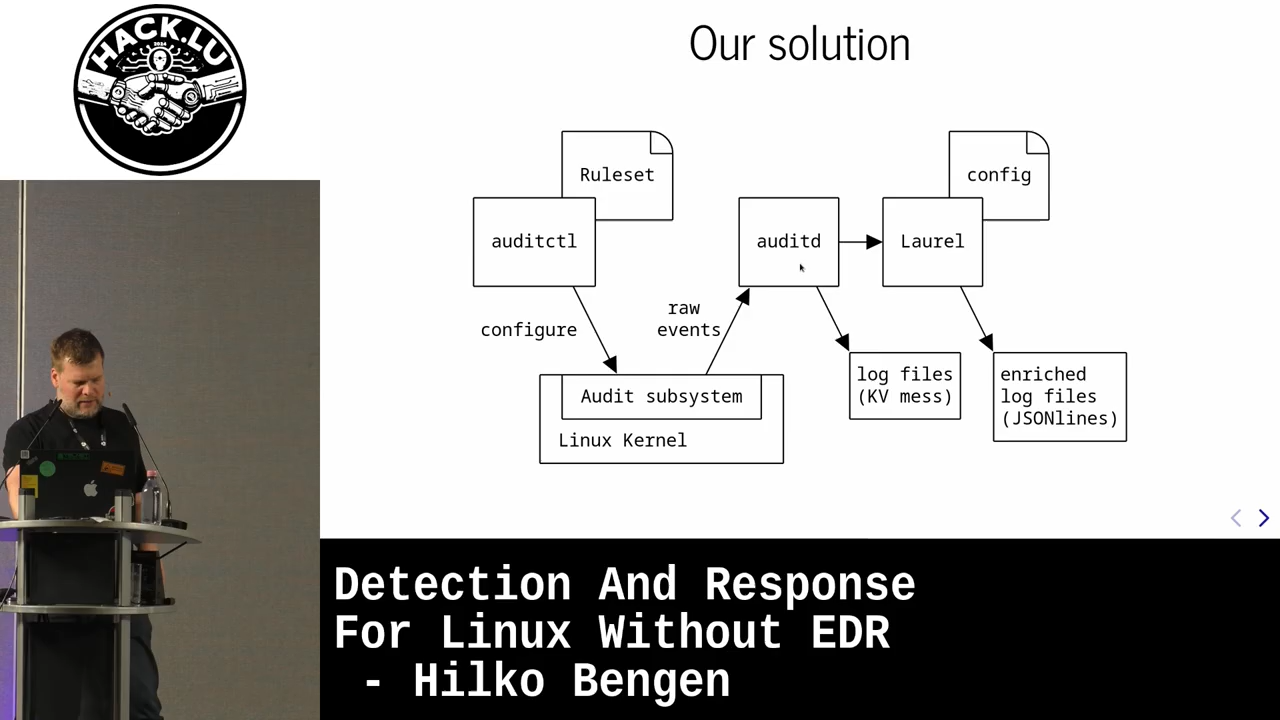 HACK.LU
2024
Our solution
Ruleset
config
auditctl
auditd
Laurel
configure
raw
events
log files
(KV mess)
enriched
log files
(JSONlines)
Audit subsystem
Linux Kernel
Detection And Response
For Linux Without EDR
- Hilko Bengen